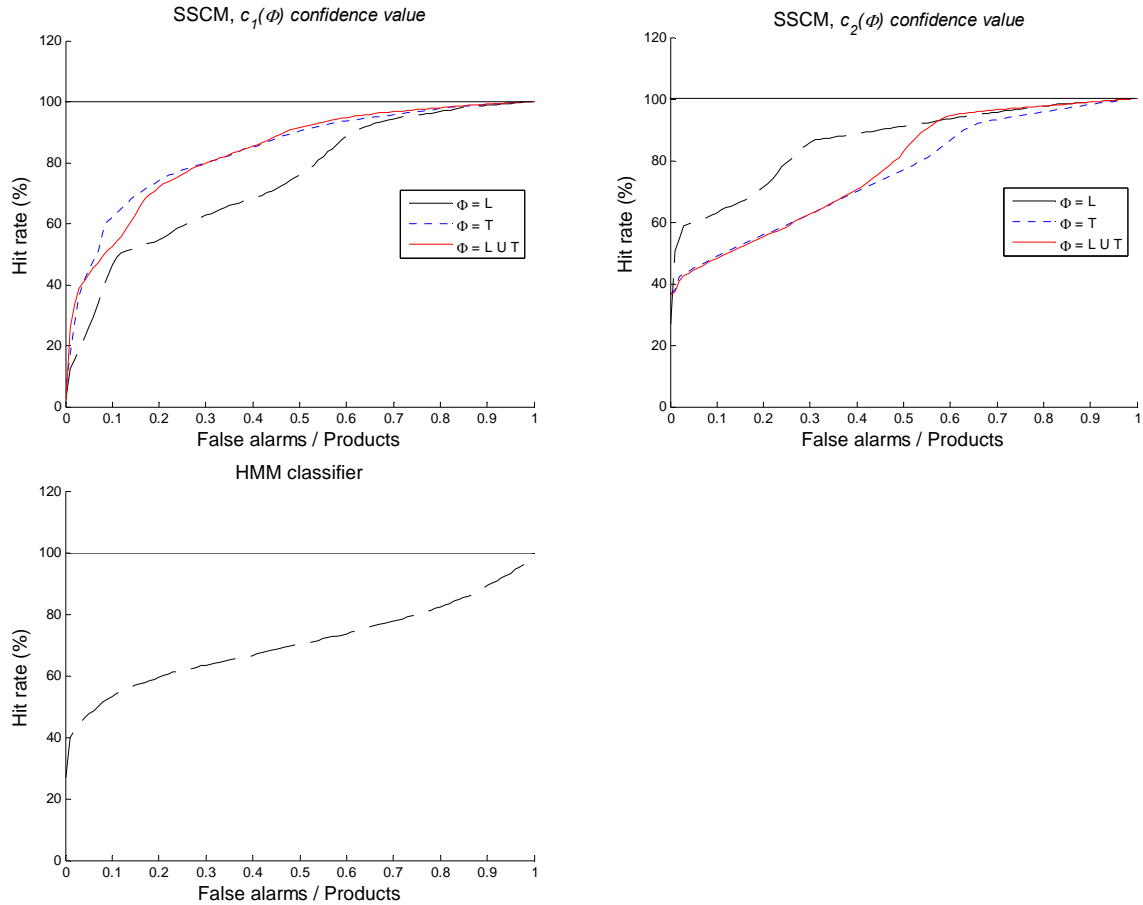 SSCM, c1(Φ) confidence value
120
100
80
60
40
20
0
Hit rate (%)
Φ = L
Φ = T
Φ = L U T
0 0.1 0.2 0.3 0.4 0.5 0.6 0.7 0.8 0.9 1
False alarms / Products
SSCM, c2(Φ) confidence value
120
100
80
60
40
20
0
Hit rate (%)
Φ = L
Φ = T
Φ = L U T
0 0.1 0.2 0.3 0.4 0.5 0.6 0.7 0.8 0.9 1
False alarms / Products
HMM classifier
120
100
80
60
40
20
0
Hit rate (%)
0 0.1 0.2 0.3 0.4 0.5 0.6 0.7 0.8 0.9 1
False alarms / Products